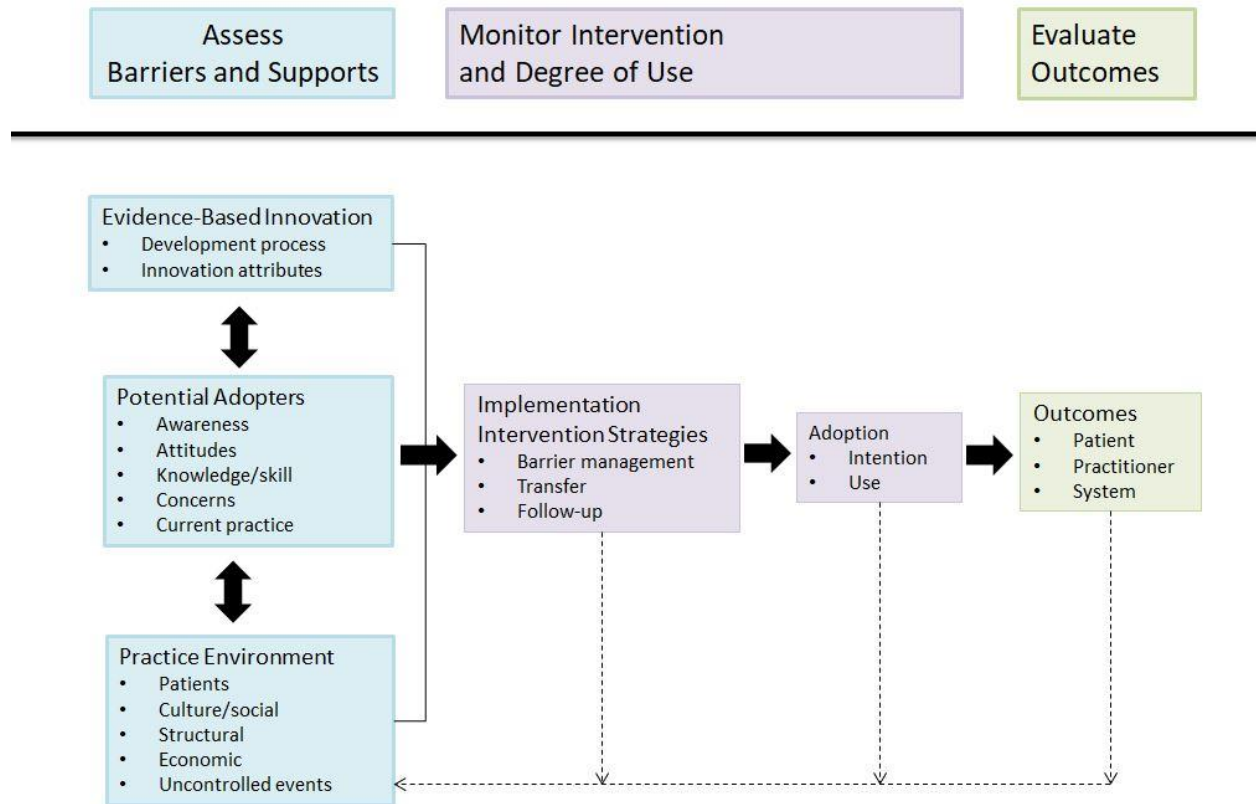 Assess
Barriers and Supports
Monitor Intervention
and Degree of Use
Evaluate
Outcomes
Evidence-Based Innovation
• Development process
• Innovation attributes
Potential Adopters
• Awareness
• Attitudes
• Knowledge/skill
• Concerns
• Current practice
Practice Environment
• Patients
• Culture/social
• Structural
• Economic
• Uncontrolled events
Implementation
Intervention Strategies
• Barrier management
• Transfer
• Follow-up
Adoption
• Intention
• Use
Outcomes
• Patient
• Practitioner
• System